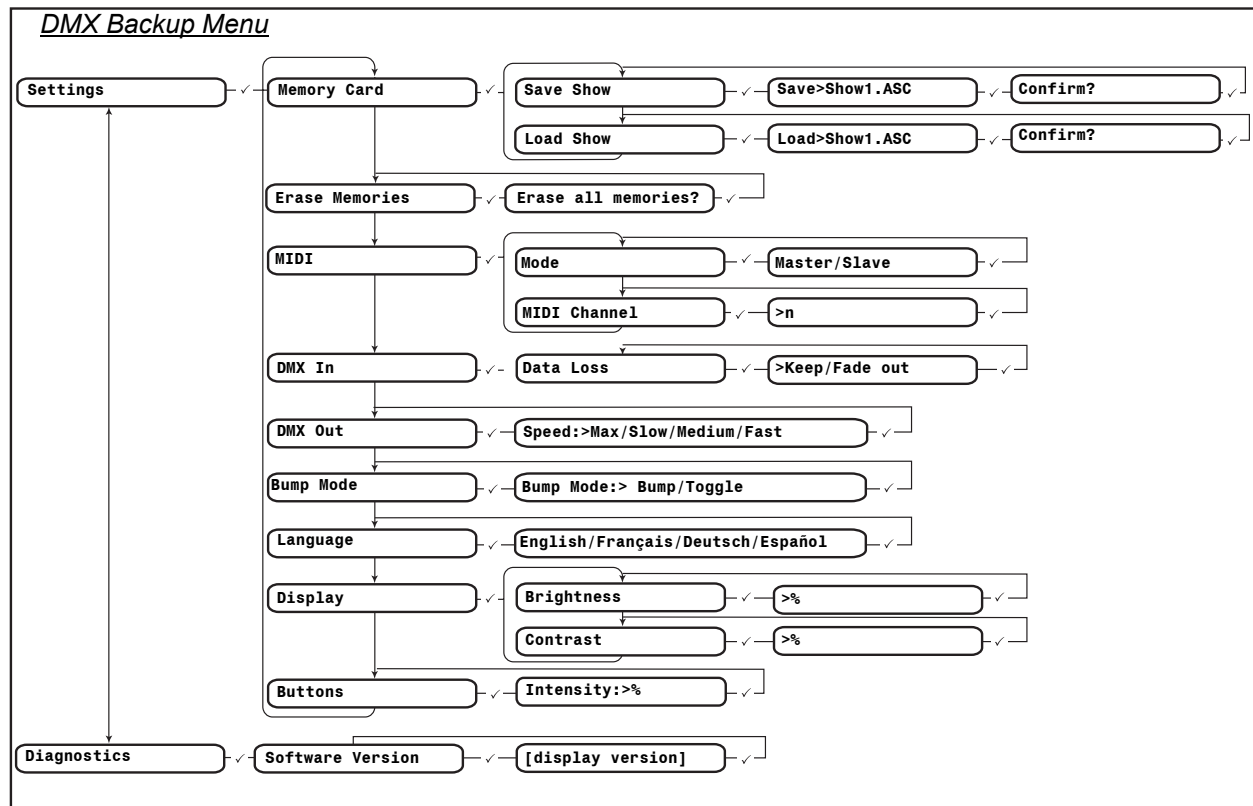 DMX Backup Menu
Settings ✓ Memory Card ✓ Save Show ✓ Save>Show1.ASC ✓ Confirm? ✓
Load Show ✓ Load>Show1.ASC ✓ Confirm? ✓
Erase Memories ✓ Erase all memories? ✓
MIDI ✓ Mode ✓ Master/Slave ✓
MIDI Channel ✓ >n ✓
DMX In ✓ Data Loss ✓ >Keep/Fade out ✓
DMX Out ✓ Speed:>Max/Slow/Medium/Fast ✓
Bump Mode ✓ Bump Mode:> Bump/Toggle ✓
Language ✓ English/Français/Deutsch/Español ✓
Display ✓ Brightness ✓ >% ✓
Contrast ✓ >% ✓
Buttons ✓ Intensity:>% ✓
Diagnostics ✓ Software Version ✓ [display version] ✓